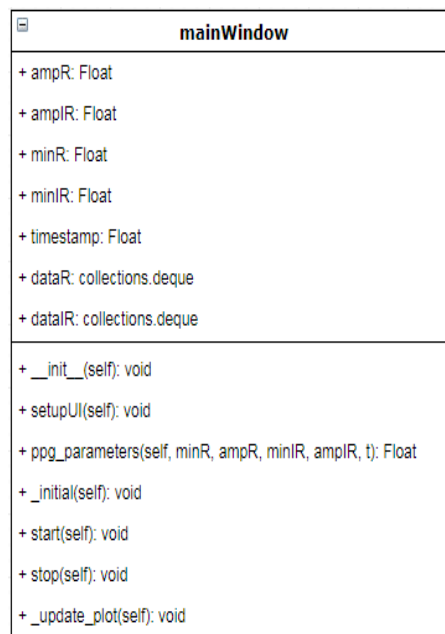 mainWindow
+ ampR: Float
+ ampIR: Float
+ minR: Float
+ minIR: Float
+ timestamp: Float
+ dataR: collections.deque
+ dataIR: collections.deque
+ __init__(self): void
+ setupUI(self): void
+ ppg_parameters(self, minR, ampR, minIR, ampIR, t): Float
+ _initial(self): void
+ start(self): void
+ stop(self): void
+ _update_plot(self): void